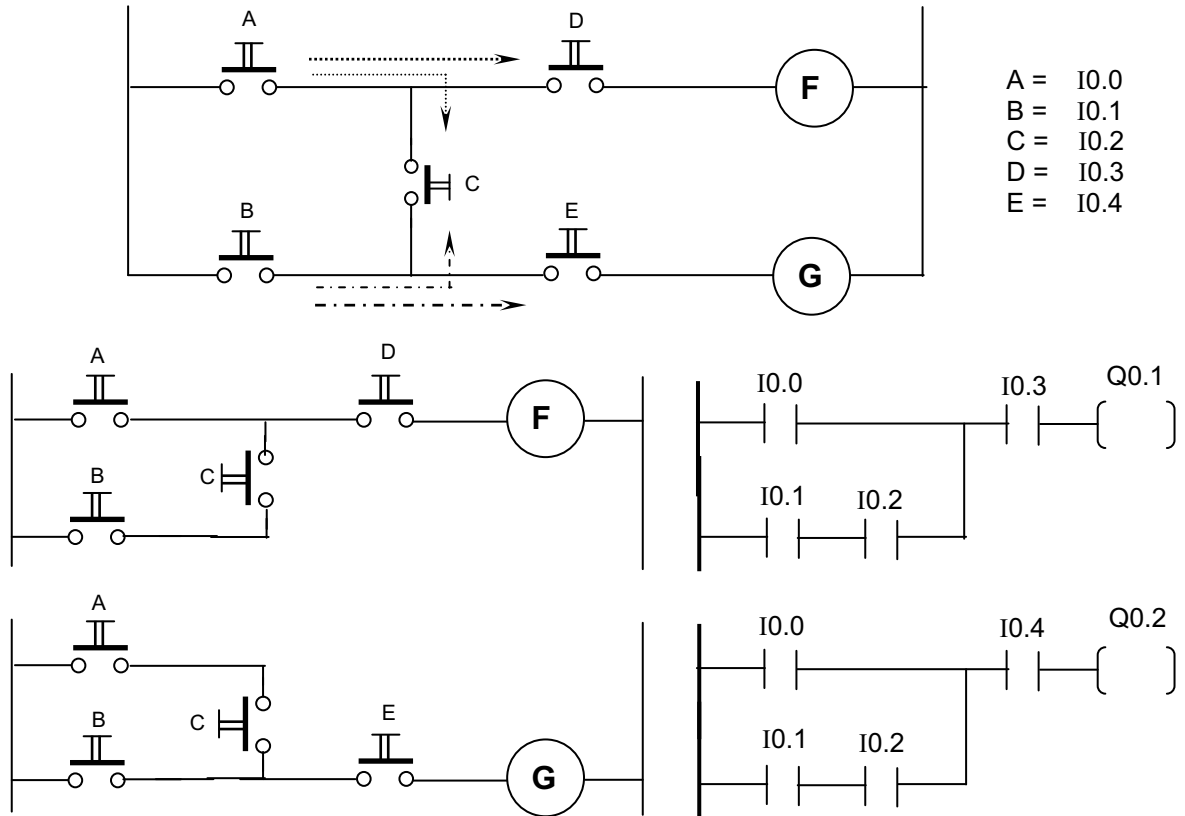 A D
F
C
B E
G
A = I0.0
B = I0.1
C = I0.2
D = I0.3
E = I0.4
A D
F
C
B
I0.0 I0.3 Q0.1
I0.1 I0.2
A
C
B E
G
I0.0 I0.4 Q0.2
I0.1 I0.2